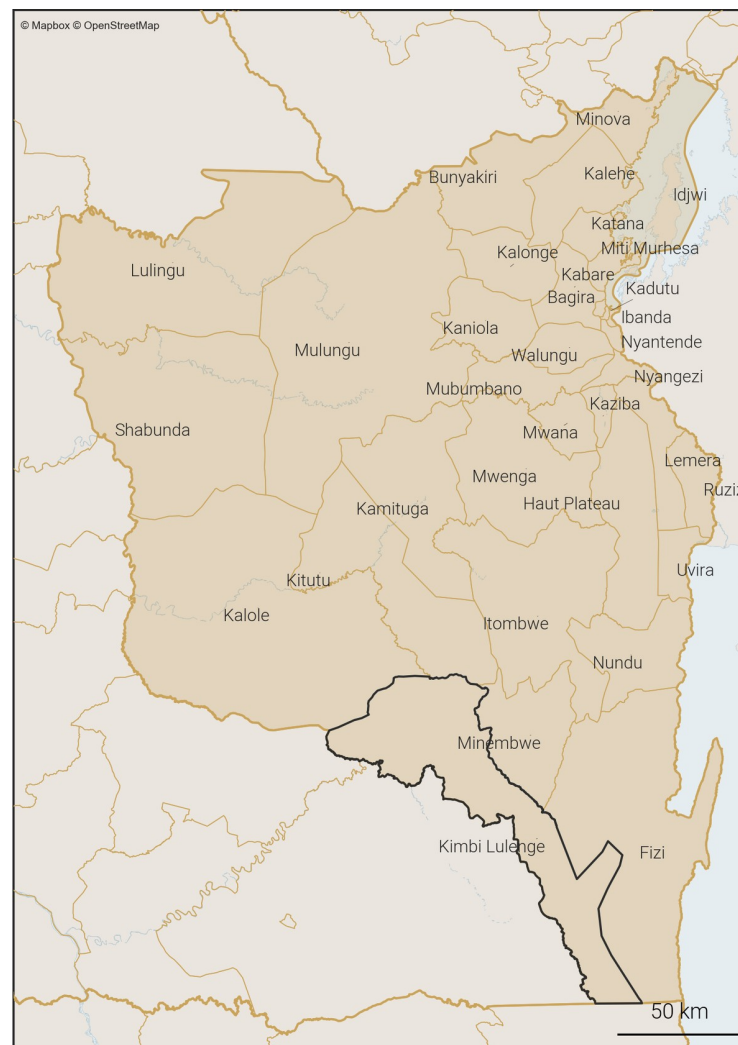 © Mapbox © OpenStreetMap
Minova
Bunyakiri
Kalehe
Idjwi
Katana
Miti Murhesa
Kalonge
Lulingu
Kabare
Kadutu
Bagira
Ibanda
Kaniola
Nyantende
Mulungu
Walungu
Nyangezi
Mubumbano
Kaziba
Shabunda
Mwana
Lemera
Mwenga
Ruziz
Haut Plateau
Kamituga
Uvira
Kitutu
Kalole
Itombwe
Nundu
Minembwe
Kimbi Lulenge
Fizi
50 km